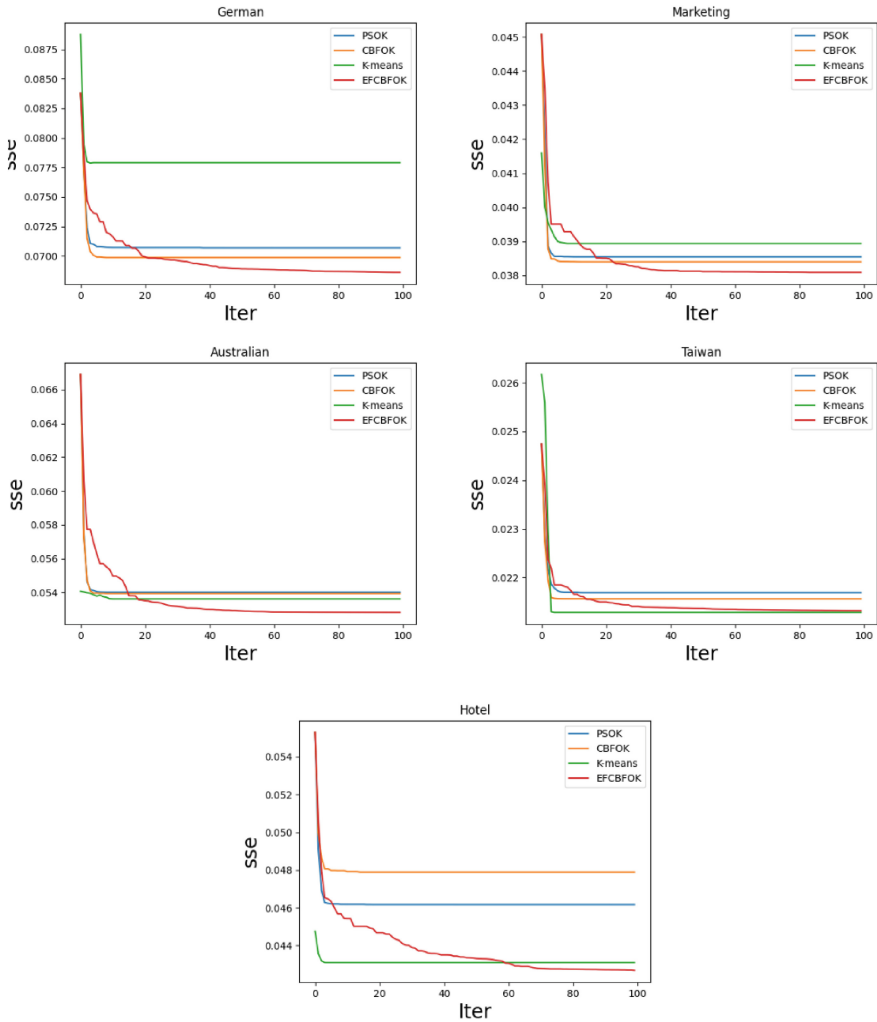 German
0.0875
0.0850
0.0825
0.0800
0.0775
0.0750
0.0725
0.0700
sse
0 20 40 60 80 100
Iter
PSOK
CBFOK
K-means
EFCBFOK
Marketing
0.045
0.044
0.043
0.042
0.041
0.040
0.039
0.038
sse
0 20 40 60 80 100
Iter
PSOK
CBFOK
K-means
EFCBFOK
Australian
0.066
0.064
0.062
0.060
0.058
0.056
0.054
sse
0 20 40 60 80 100
Iter
PSOK
CBFOK
K-means
EFCBFOK
Taiwan
0.026
0.025
0.024
0.023
0.022
sse
0 20 40 60 80 100
Iter
PSOK
CBFOK
K-means
EFCBFOK
Hotel
0.054
0.052
0.050
0.048
0.046
0.044
sse
0 20 40 60 80 100
Iter
PSOK
CBFOK
K-means
EFCBFOK